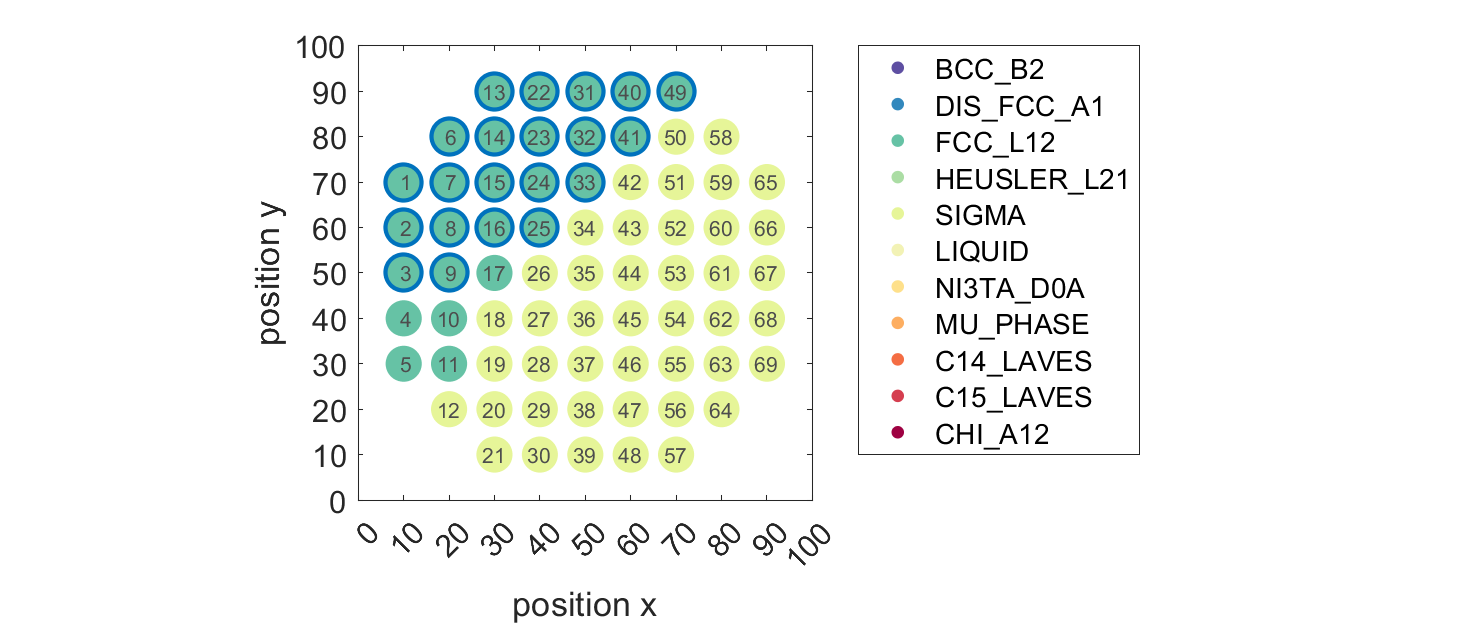 100
90 13 22 31 40 49
80 6 14 23 32 41 50 58
70 1 7 15 24 33 42 51 59 65
60 2 8 16 25 34 43 52 60 66
50 3 9 17 26 35 44 53 61 67
40 4 10 18 27 36 45 54 62 68
30 5 11 19 28 37 46 55 63 69
20 12 20 29 38 47 56 64
10 21 30 39 48 57
0
position y
0 10 20 30 40 50 60 70 80 90 100
position x
BCC_B2
DIS_FCC_A1
FCC_L12
HEUSLER_L21
SIGMA
LIQUID
NI3TA_D0A
MU_PHASE
C14_LAVES
C15_LAVES
CHI_A12